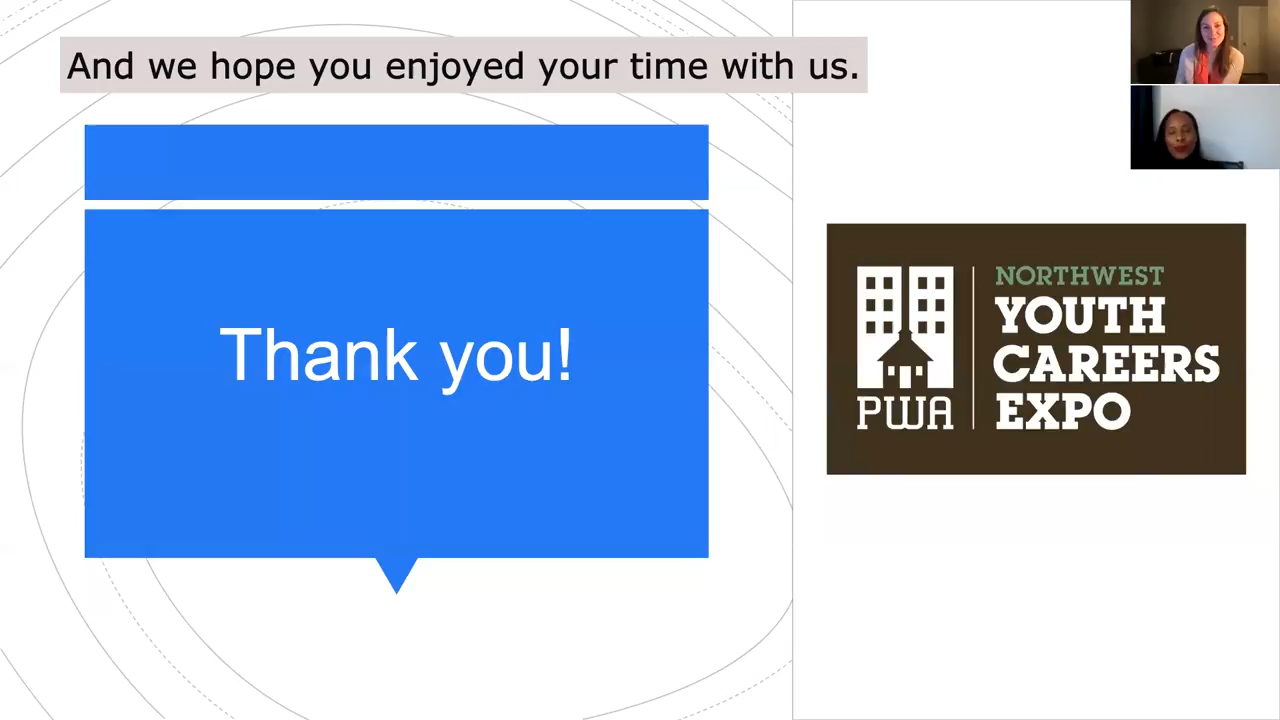 And we hope you enjoyed your time with us.
Thank you!
NORTHWEST
YOUTH
CAREERS
EXPO
PWA